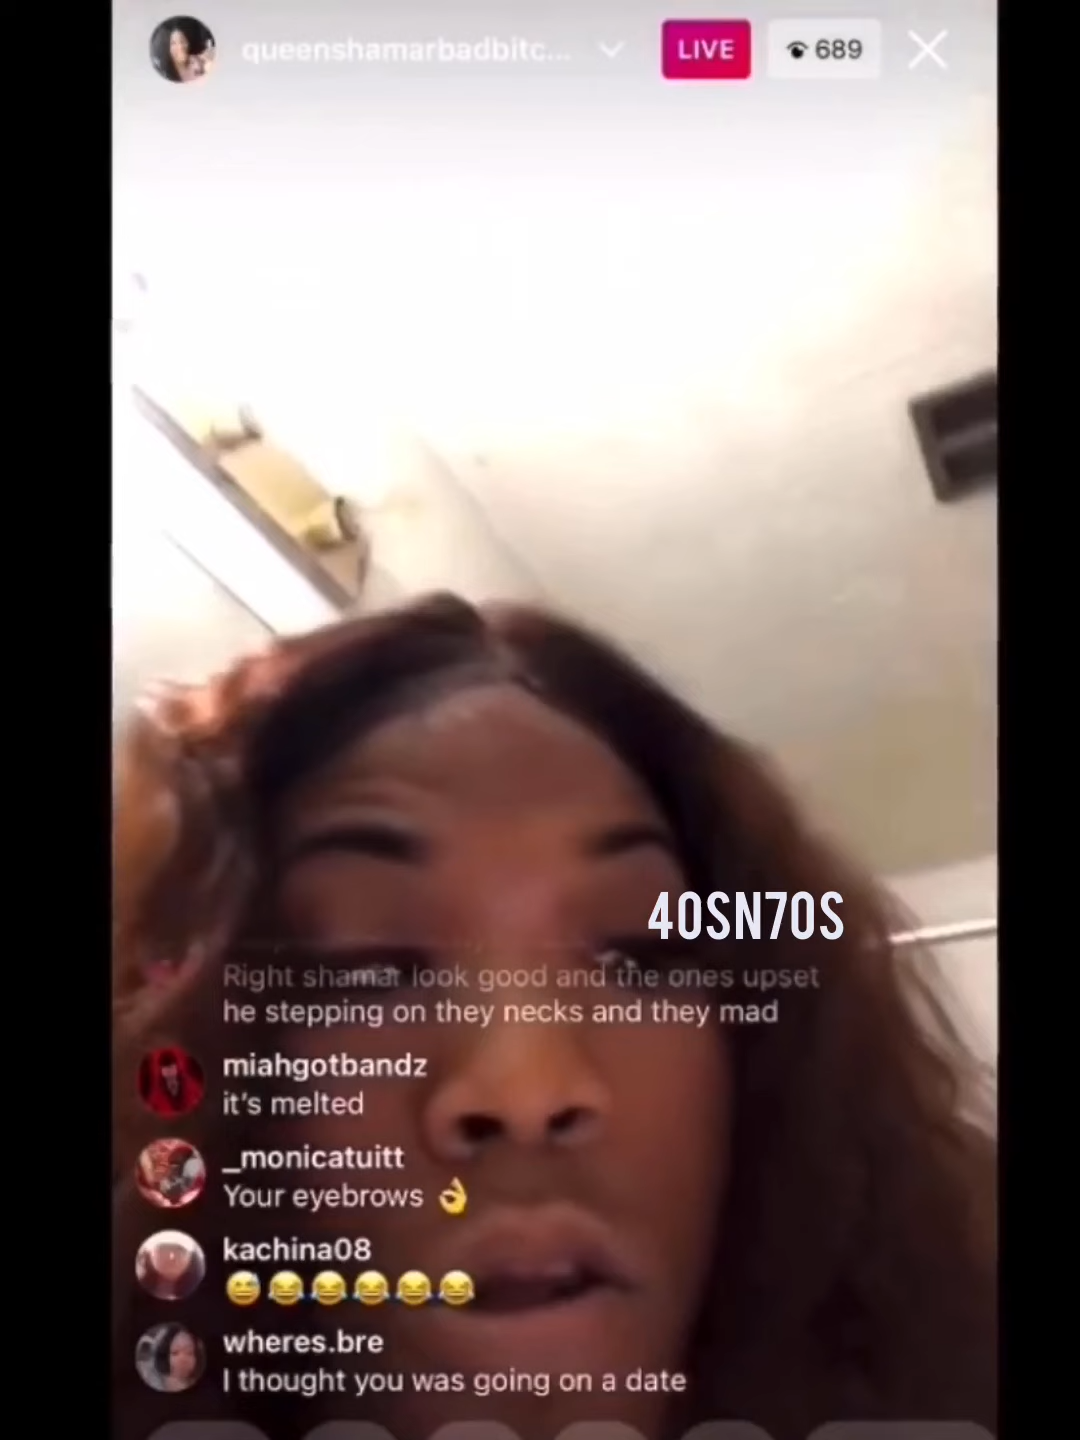 queenshamarbadbitc...
LIVE
689
40SN70S
Right shamar look good and the ones upset
he stepping on they necks and they mad
miahgotbandz
it's melted
_monicatuitt
Your eyebrows 👌
kachina08
😅😂😂😂😂😂
wheres.bre
I thought you was going on a date